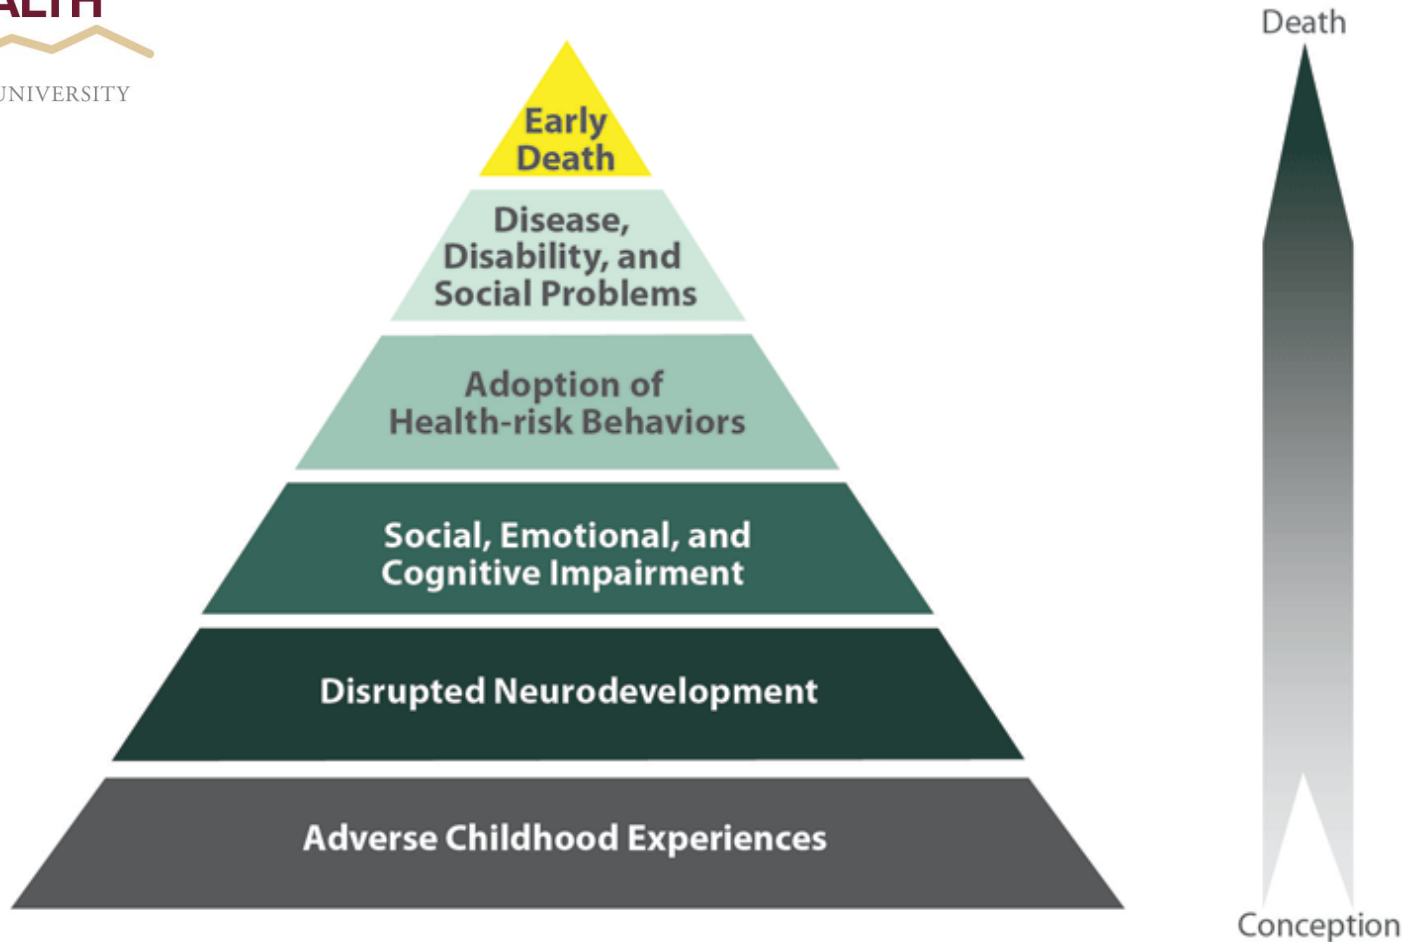 ALTH
UNIVERSITY
Death
Early
Death
Disease,
Disability, and
Social Problems
Adoption of
Health-risk Behaviors
Social, Emotional, and
Cognitive Impairment
Disrupted Neurodevelopment
Adverse Childhood Experiences
Conception